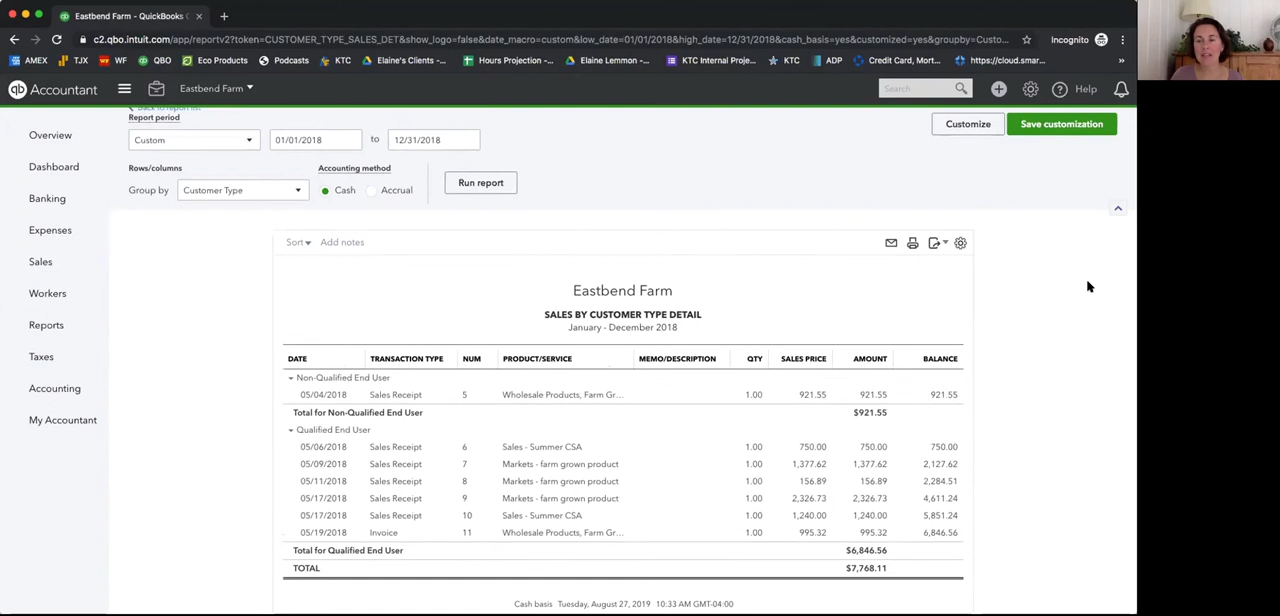 Eastbend Farm - QuickBooks
c2.qbo.intuit.com/app/reportv2?token=CUSTOMER_TYPE_SALES_DET&show_logo=false&date_macro=custom&low_date=01/01/2018&high_date=12/31/2018&cash_basis=yes&customized=yes&groupby=Custo...
Incognito
AMEX TJX WF QBO Eco Products Podcasts KTC Elaine's Clients -... Hours Projection -... Elaine Lemmon -... KTC Internal Proje... KTC ADP Credit Card, Mort... https://cloud.smar... »
qb Accountant Eastbend Farm Search Help
Back to report list
Report period
Custom 01/01/2018 to 12/31/2018
Customize Save customization
Rows/columns Accounting method
Group by Customer Type Cash Accrual Run report
Overview
Dashboard
Banking
Expenses
Sales
Workers
Reports
Taxes
Accounting
My Accountant
Sort Add notes
Eastbend Farm
SALES BY CUSTOMER TYPE DETAIL
January - December 2018
DATE TRANSACTION TYPE NUM PRODUCT/SERVICE MEMO/DESCRIPTION QTY SALES PRICE AMOUNT BALANCE
Non-Qualified End User
05/04/2018 Sales Receipt 5 Wholesale Products, Farm Gr... 1.00 921.55 921.55 921.55
Total for Non-Qualified End User $921.55
Qualified End User
05/06/2018 Sales Receipt 6 Sales - Summer CSA 1.00 750.00 750.00 750.00
05/09/2018 Sales Receipt 7 Markets - farm grown product 1.00 1,377.62 1,377.62 2,127.62
05/11/2018 Sales Receipt 8 Markets - farm grown product 1.00 156.89 156.89 2,284.51
05/17/2018 Sales Receipt 9 Markets - farm grown product 1.00 2,326.73 2,326.73 4,611.24
05/17/2018 Sales Receipt 10 Sales - Summer CSA 1.00 1,240.00 1,240.00 5,851.24
05/19/2018 Invoice 11 Wholesale Products, Farm Gr... 1.00 995.32 995.32 6,846.56
Total for Qualified End User $6,846.56
TOTAL $7,768.11
Cash basis Tuesday, August 27, 2019 10:33 AM GMT-04:00